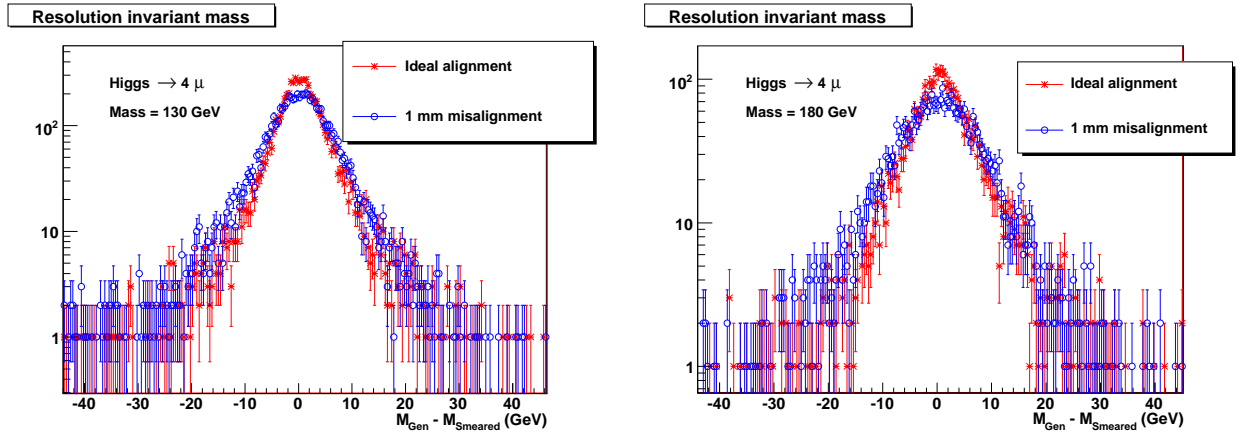 Resolution invariant mass
Higgs → 4 μ
Mass = 130 GeV
Ideal alignment
1 mm misalignment
10²
10
1
-40 -30 -20 -10 0 10 20 30 40
M_Gen - M_Smeared (GeV)
Resolution invariant mass
Higgs → 4 μ
Mass = 180 GeV
Ideal alignment
1 mm misalignment
10²
10
1
-40 -30 -20 -10 0 10 20 30 40
M_Gen - M_Smeared (GeV)